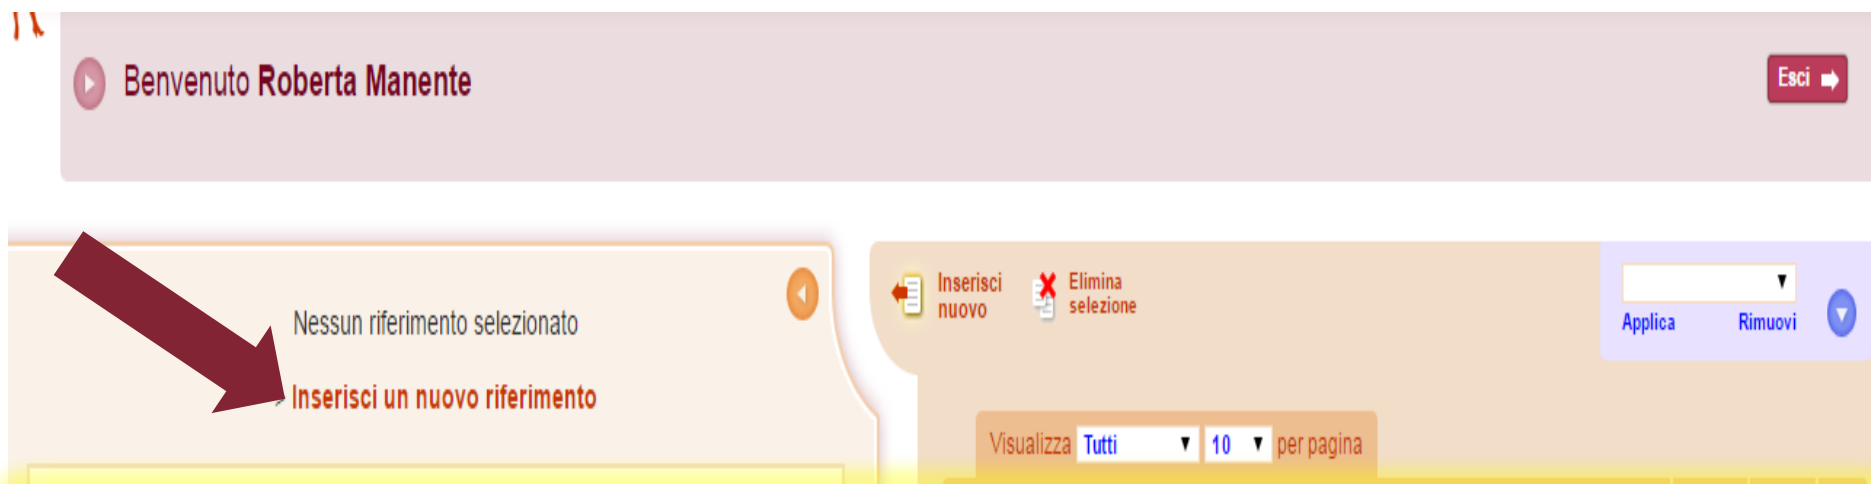 Benvenuto Roberta Manente
Esci
Nessun riferimento selezionato
Inserisci un nuovo riferimento
Inserisci
nuovo
Elimina
selezione
Applica Rimuovi
Visualizza Tutti 10 per pagina